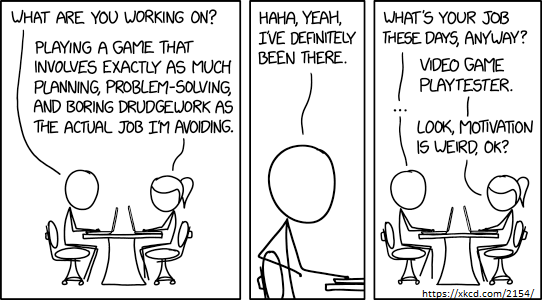 WHAT ARE YOU WORKING ON?
PLAYING A GAME THAT
INVOLVES EXACTLY AS MUCH
PLANNING, PROBLEM-SOLVING,
AND BORING DRUDGEWORK AS
THE ACTUAL JOB I'M AVOIDING.
HAHA, YEAH,
I'VE DEFINITELY
BEEN THERE.
WHAT'S YOUR JOB
THESE DAYS, ANYWAY?
VIDEO GAME
PLAYTESTER.
...
LOOK, MOTIVATION
IS WEIRD, OK?
https://xkcd.com/2154/